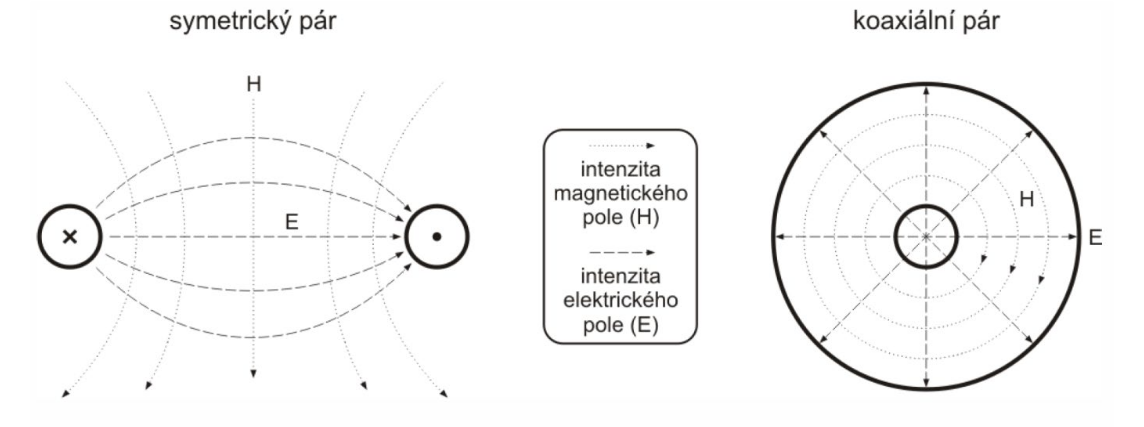 symetrický pár
koaxiální pár
H
E
intenzita
magnetického
pole (H)
intenzita
elektrického
pole (E)
H
E